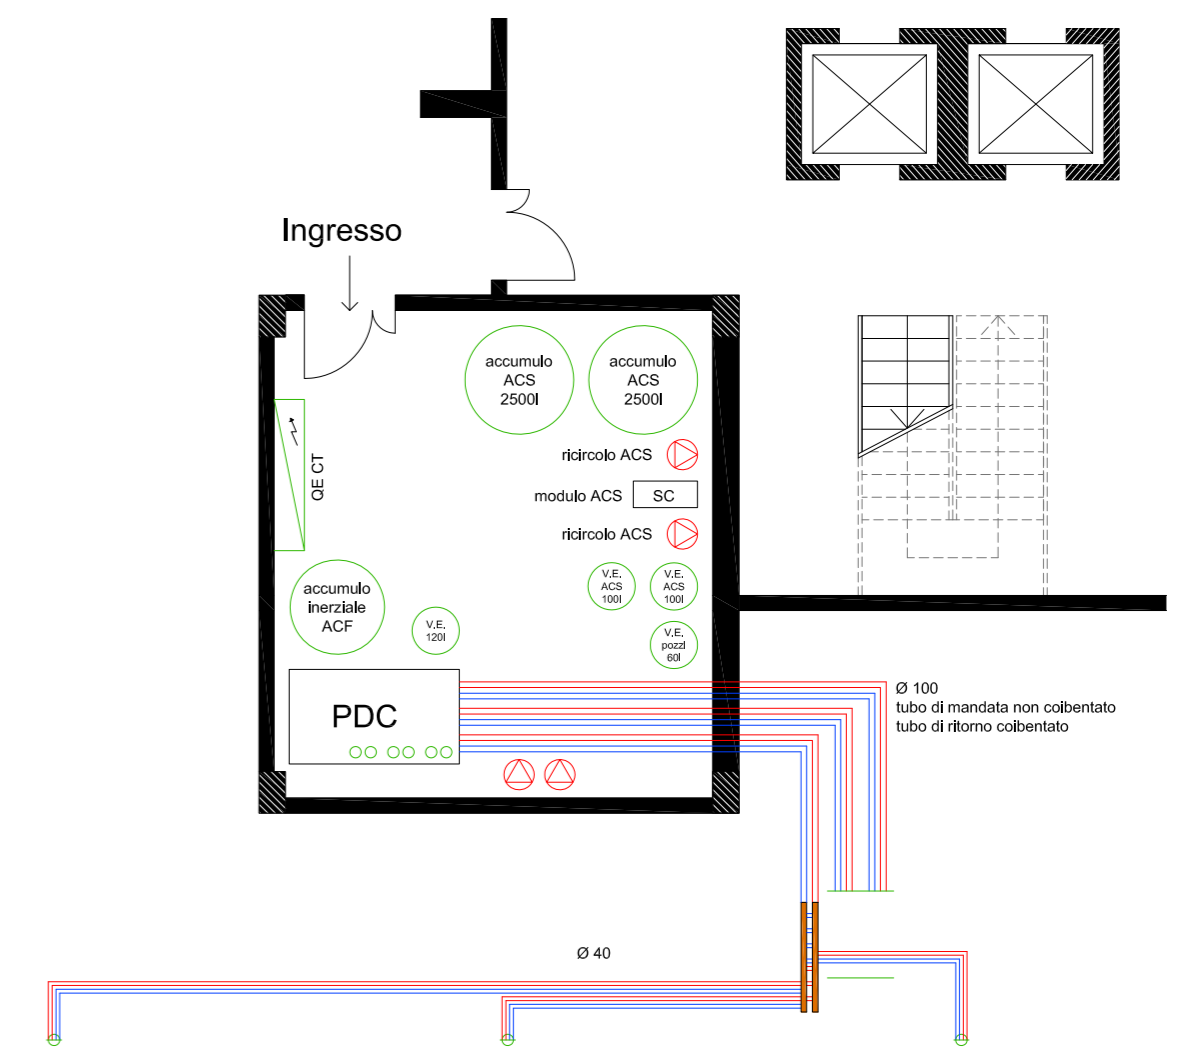 Ingresso
accumulo
ACS
2500l
accumulo
ACS
2500l
ricircolo ACS
QE CT
modulo ACS
SC
ricircolo ACS
accumulo
inerziale
ACF
V.E.
ACS
100l
V.E.
ACS
100l
V.E.
120l
V.E.
pozzi
60l
PDC
Ø 100
tubo di mandata non coibentato
tubo di ritorno coibentato
Ø 40